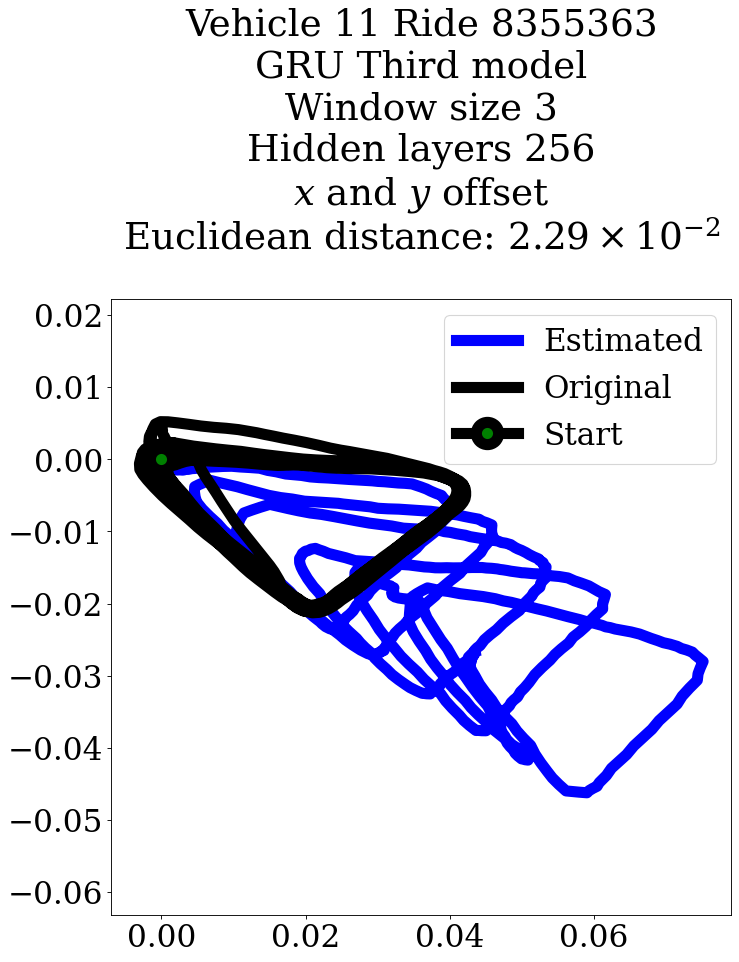 Vehicle 11 Ride 8355363
GRU Third model
Window size 3
Hidden layers 256
x and y offset
Euclidean distance: 2.29 × 10⁻²
Estimated
Original
Start
0.02
0.01
0.00
−0.01
−0.02
−0.03
−0.04
−0.05
−0.06
0.00 0.02 0.04 0.06